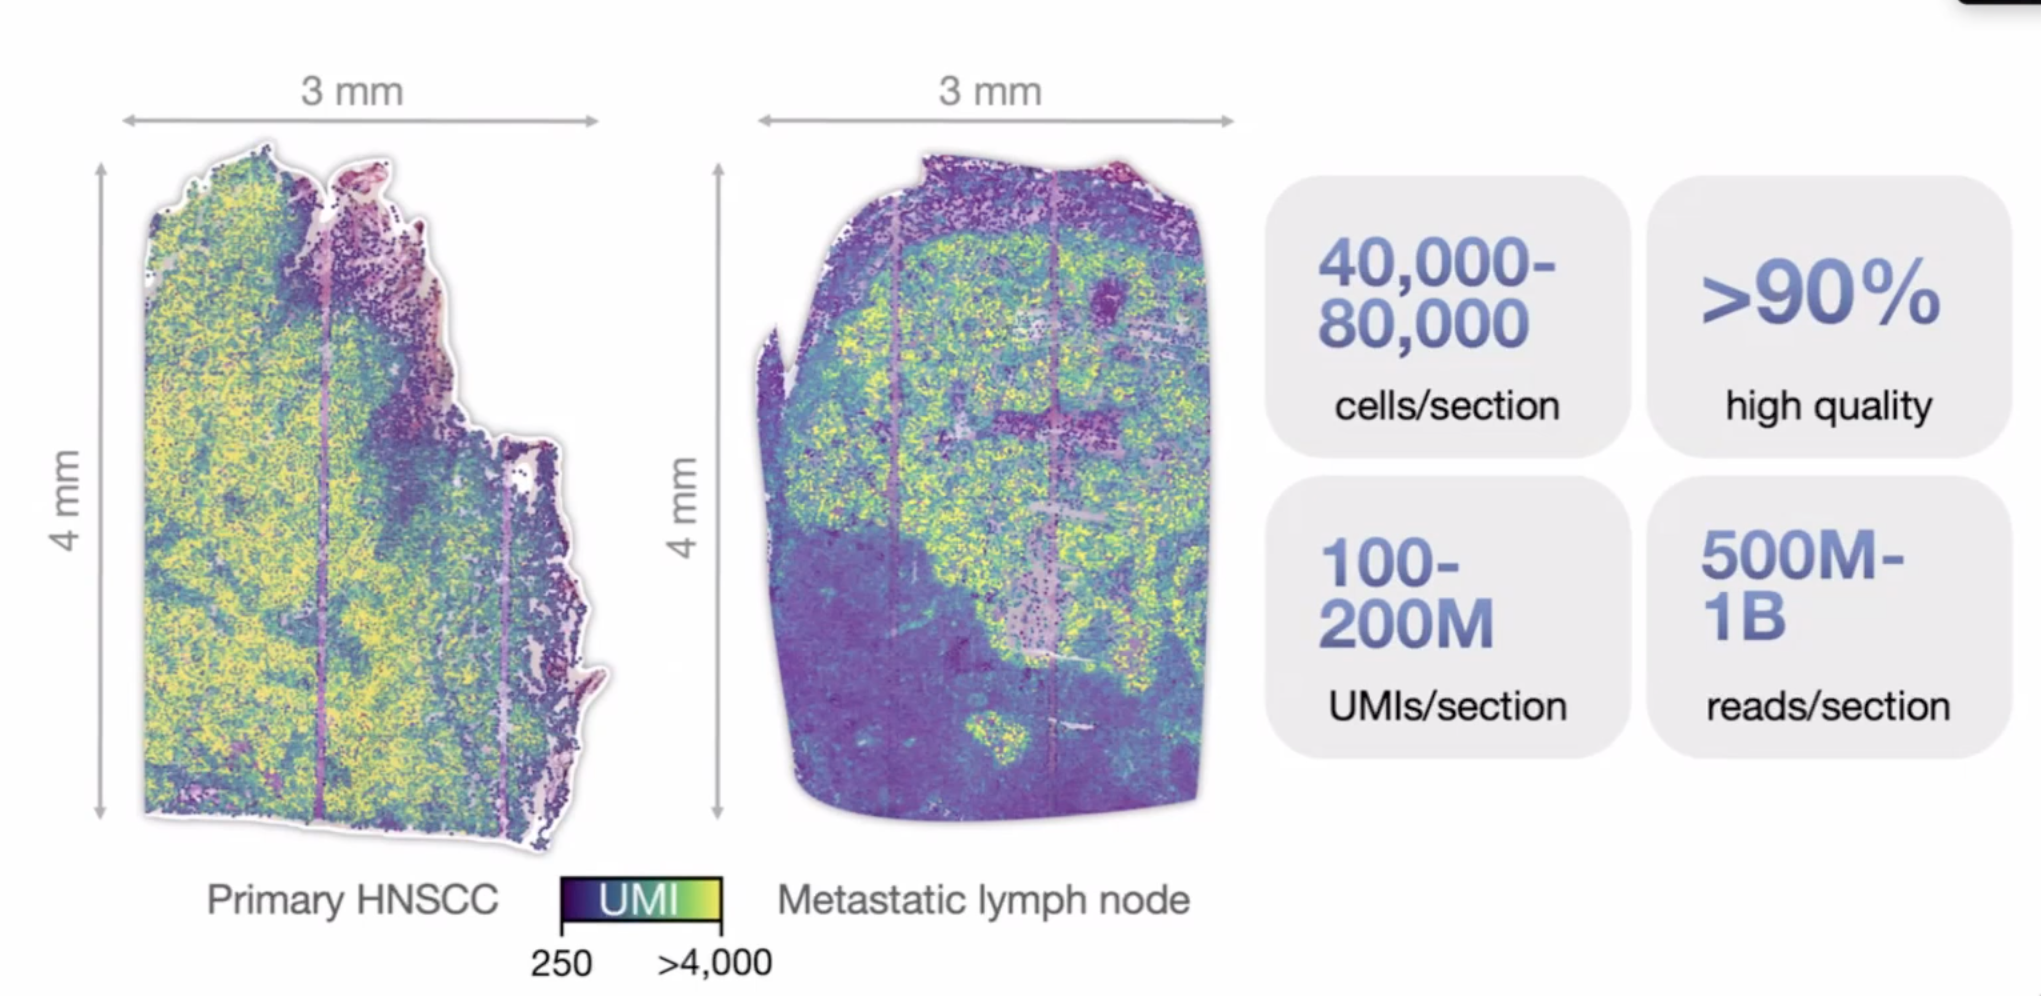 3 mm
3 mm
4 mm
4 mm
40,000-
80,000
cells/section
>90%
high quality
100-
200M
UMIs/section
500M-
1B
reads/section
Primary HNSCC
UMI
250
>4,000
Metastatic lymph node